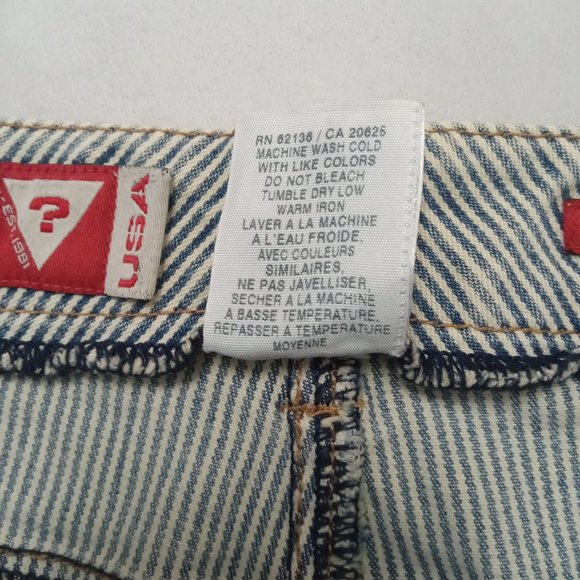 ?
EST. 1981
USA
RN 62136 / CA 20625
MACHINE WASH COLD
WITH LIKE COLORS
DO NOT BLEACH
TUMBLE DRY LOW
WARM IRON
LAVER A LA MACHINE
A L'EAU FROIDE,
AVEC COULEURS
SIMILAIRES,
NE PAS JAVELLISER,
SECHER A LA MACHINE
A BASSE TEMPERATURE,
REPASSER A TEMPERATURE
MOYENNE